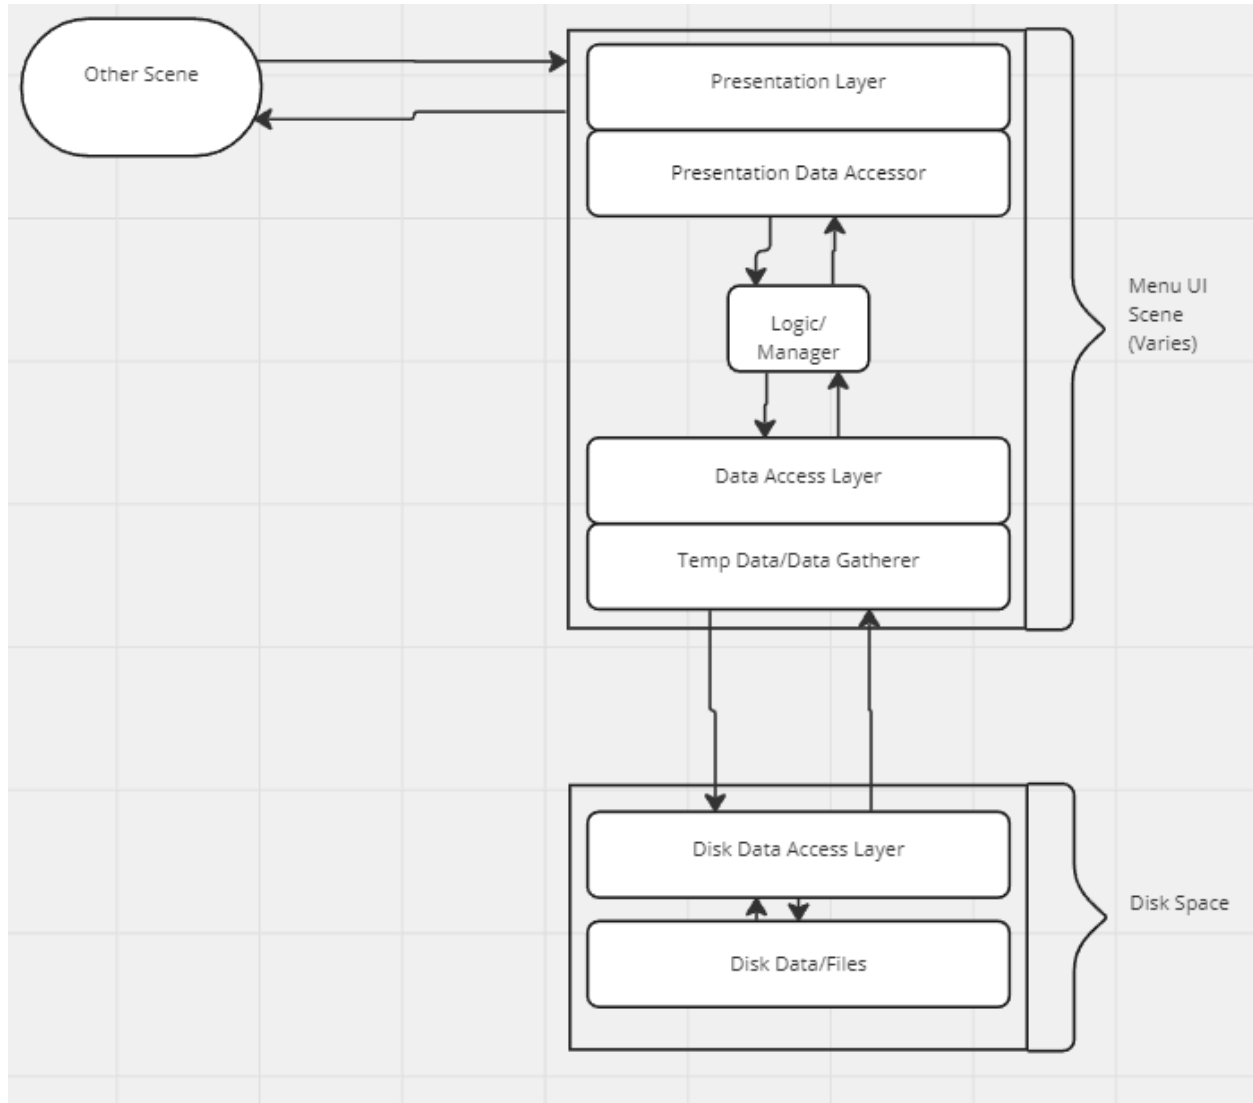 Other Scene
Presentation Layer
Presentation Data Accessor
Logic/
Manager
Data Access Layer
Temp Data/Data Gatherer
Menu UI
Scene
(Varies)
Disk Data Access Layer
Disk Data/Files
Disk Space